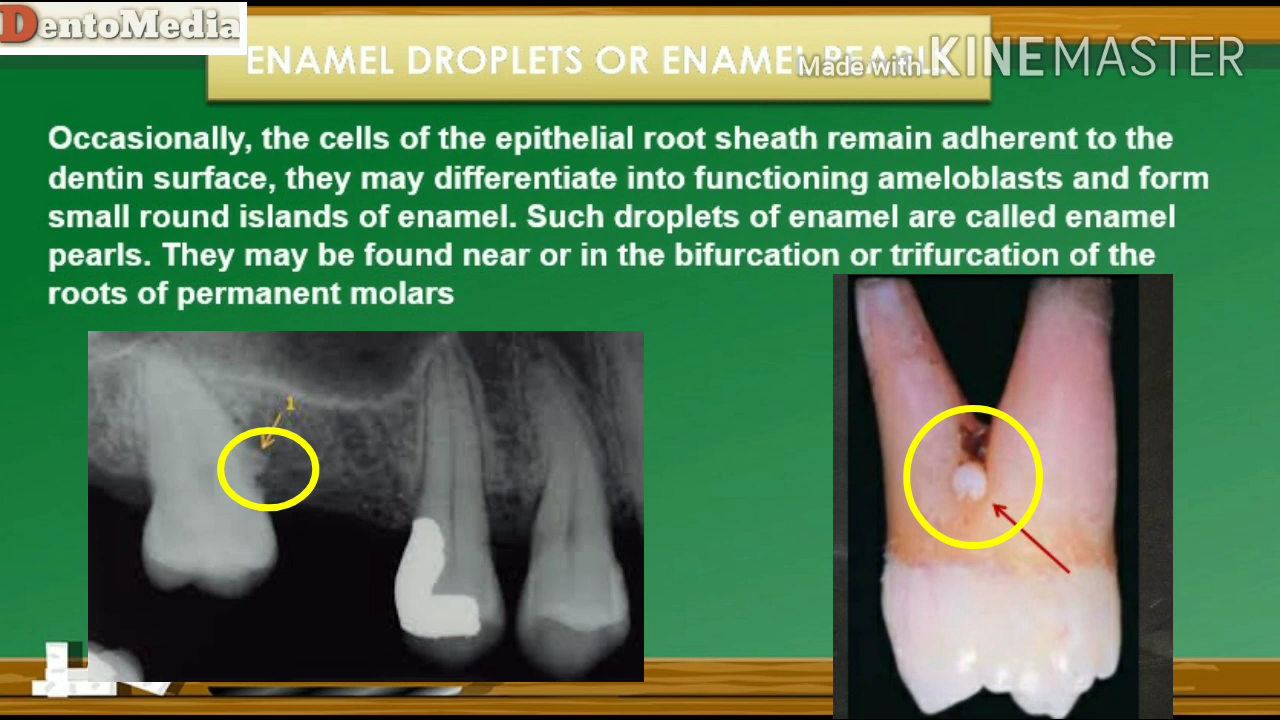 DentoMedia
ENAMEL DROPLETS OR ENAMEL PEARLS
Made with KINEMASTER
Occasionally, the cells of the epithelial root sheath remain adherent to the
dentin surface, they may differentiate into functioning ameloblasts and form
small round islands of enamel. Such droplets of enamel are called enamel
pearls. They may be found near or in the bifurcation or trifurcation of the
roots of permanent molars
1